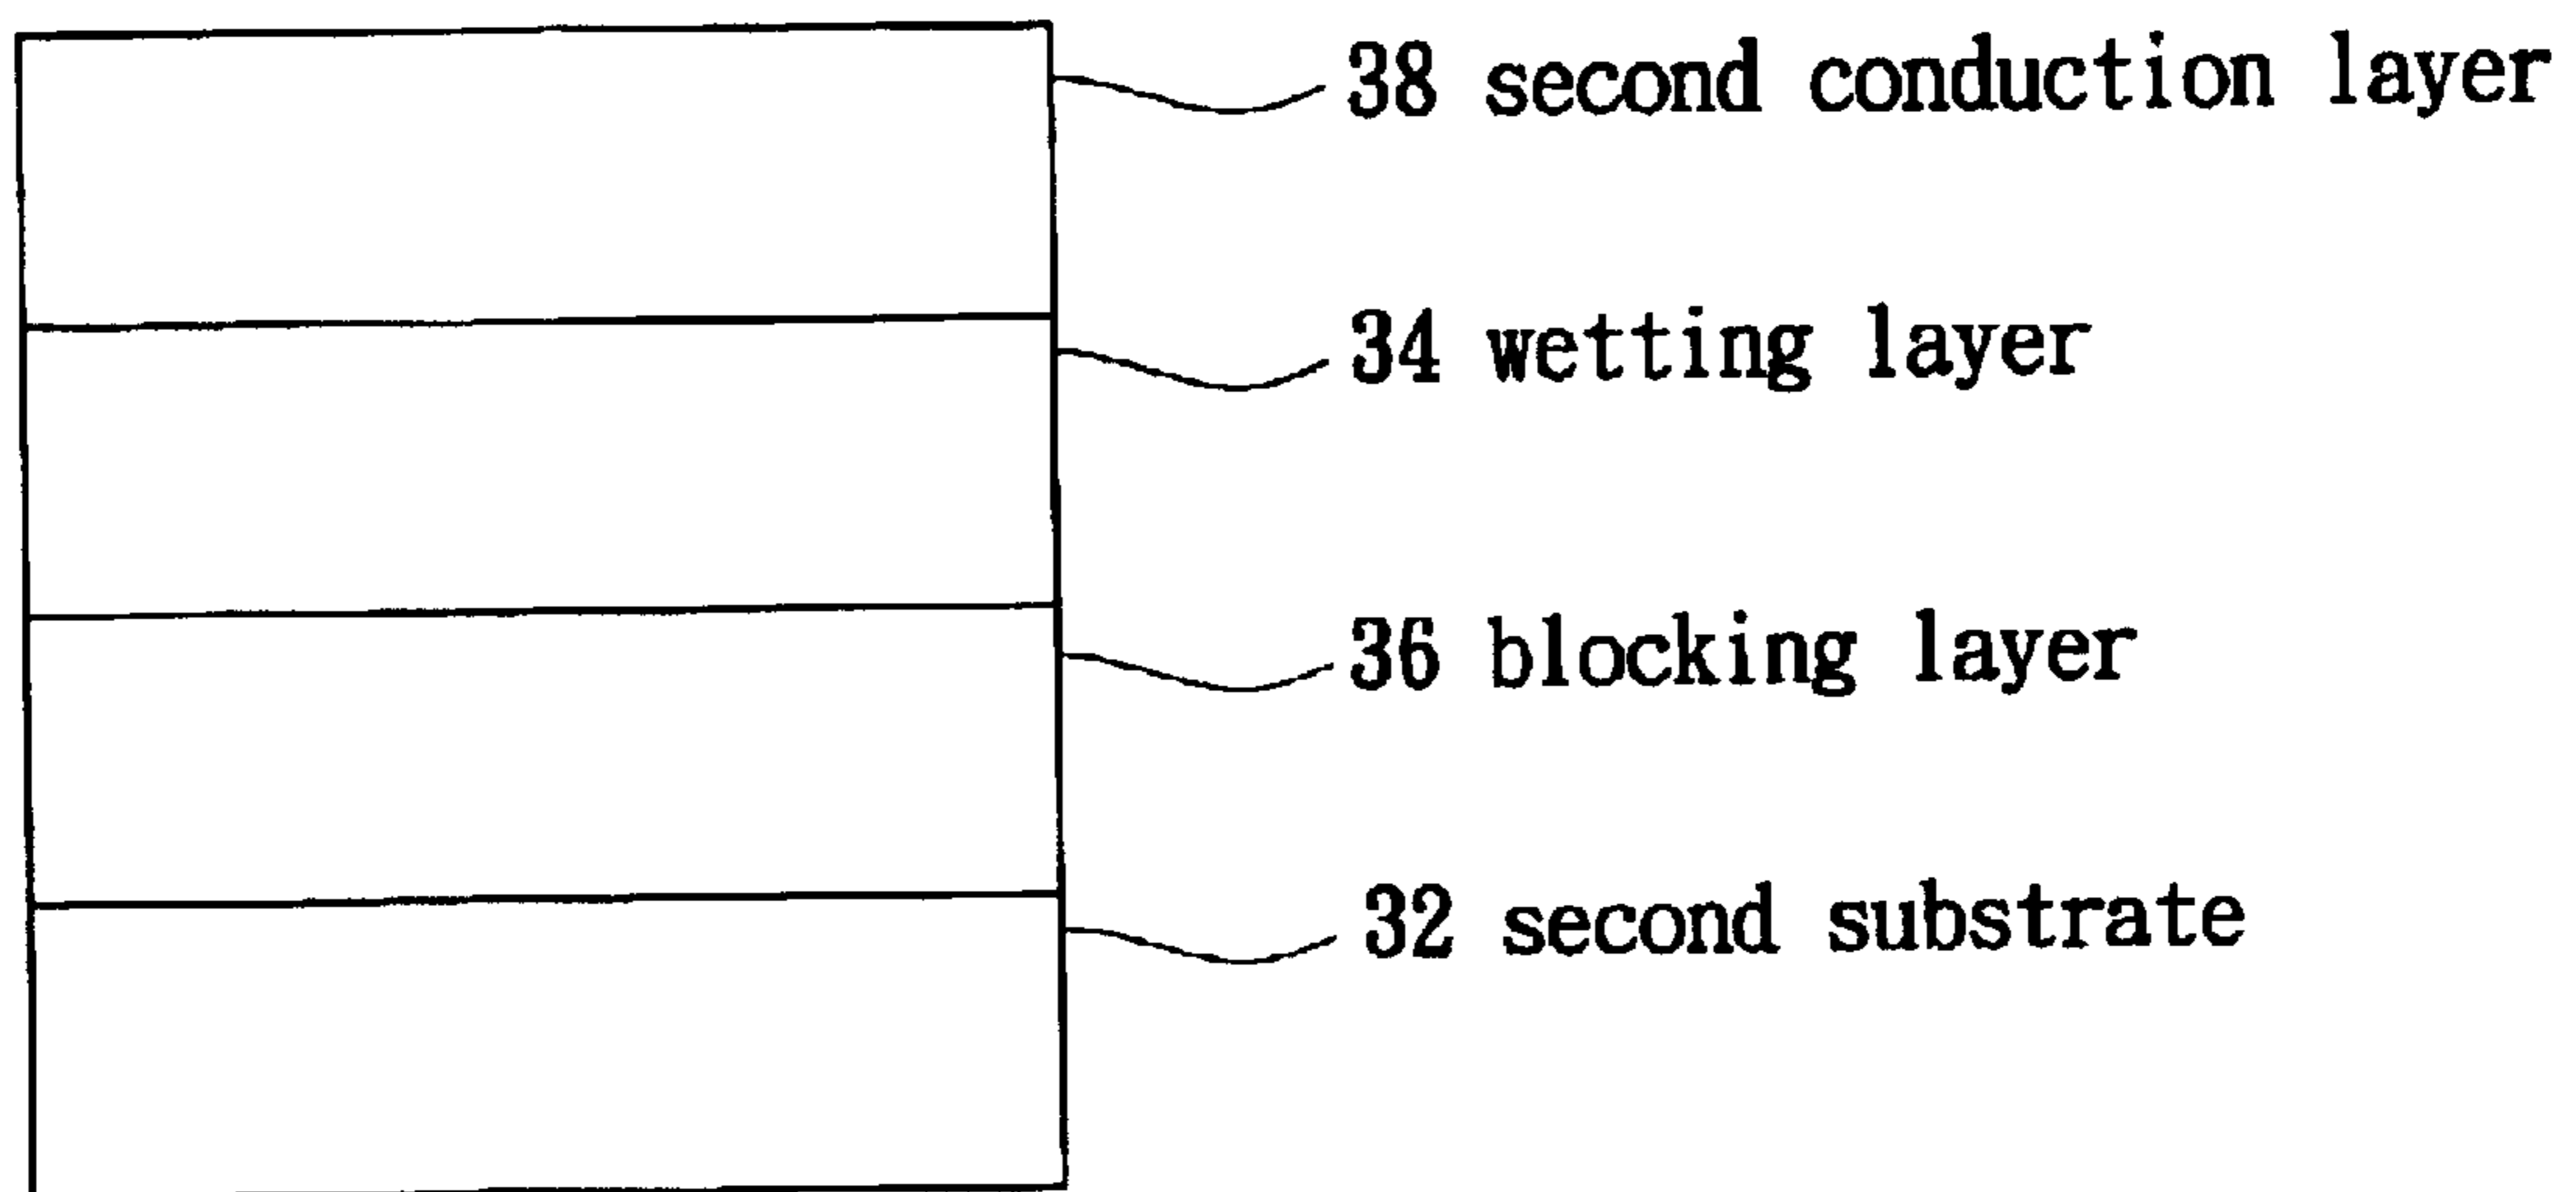 38 second conduction layer
34 wetting layer
36 blocking layer
32 second substrate